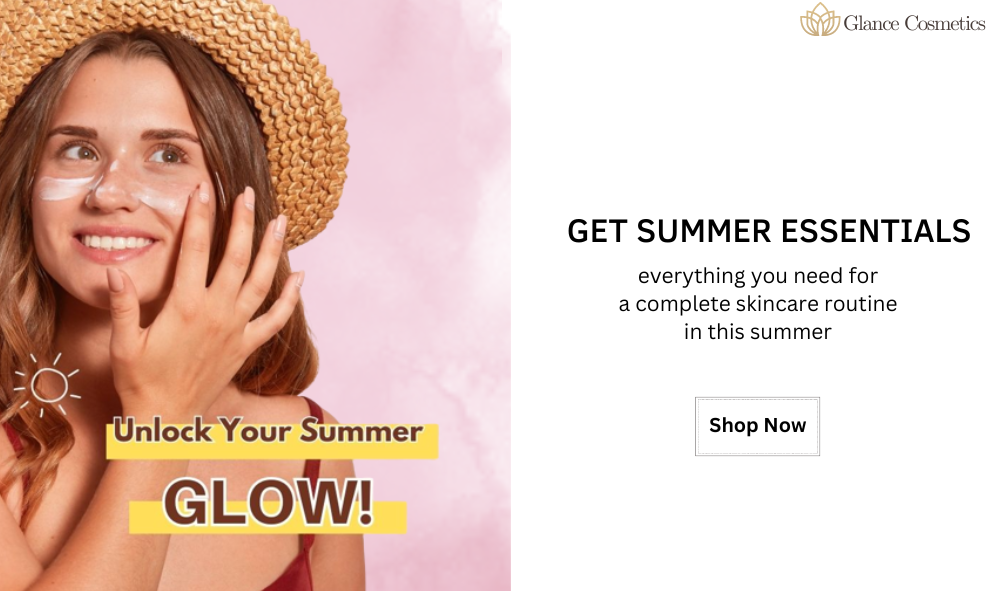 Glance Cosmetics
GET SUMMER ESSENTIALS
everything you need for
a complete skincare routine
in this summer
Shop Now
Unlock Your Summer
GLOW!